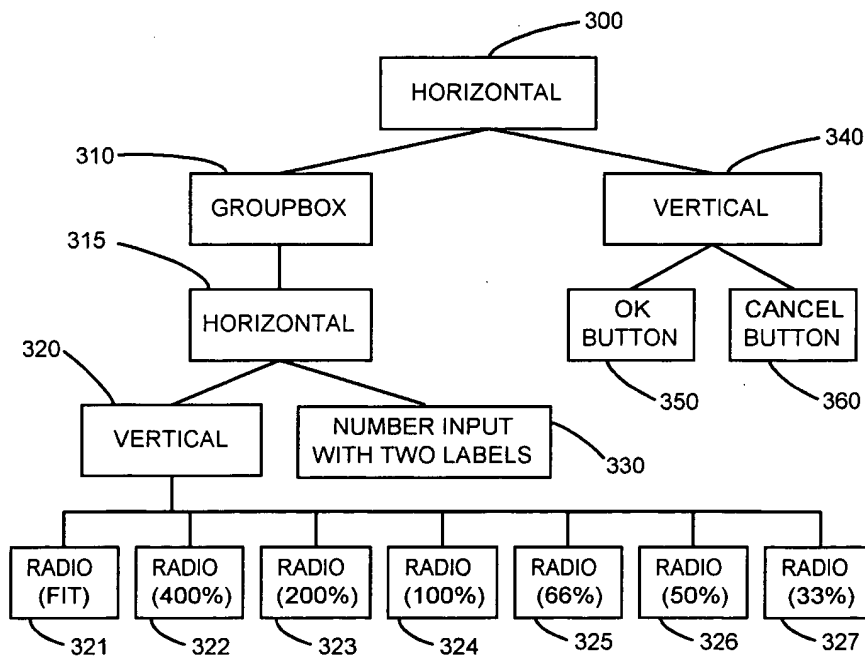 300
HORIZONTAL
310
340
GROUPBOX
VERTICAL
315
HORIZONTAL
OK
BUTTON
CANCEL
BUTTON
320
350
360
VERTICAL
NUMBER INPUT
WITH TWO LABELS
330
RADIO
(FIT)
RADIO
(400%)
RADIO
(200%)
RADIO
(100%)
RADIO
(66%)
RADIO
(50%)
RADIO
(33%)
321
322
323
324
325
326
327